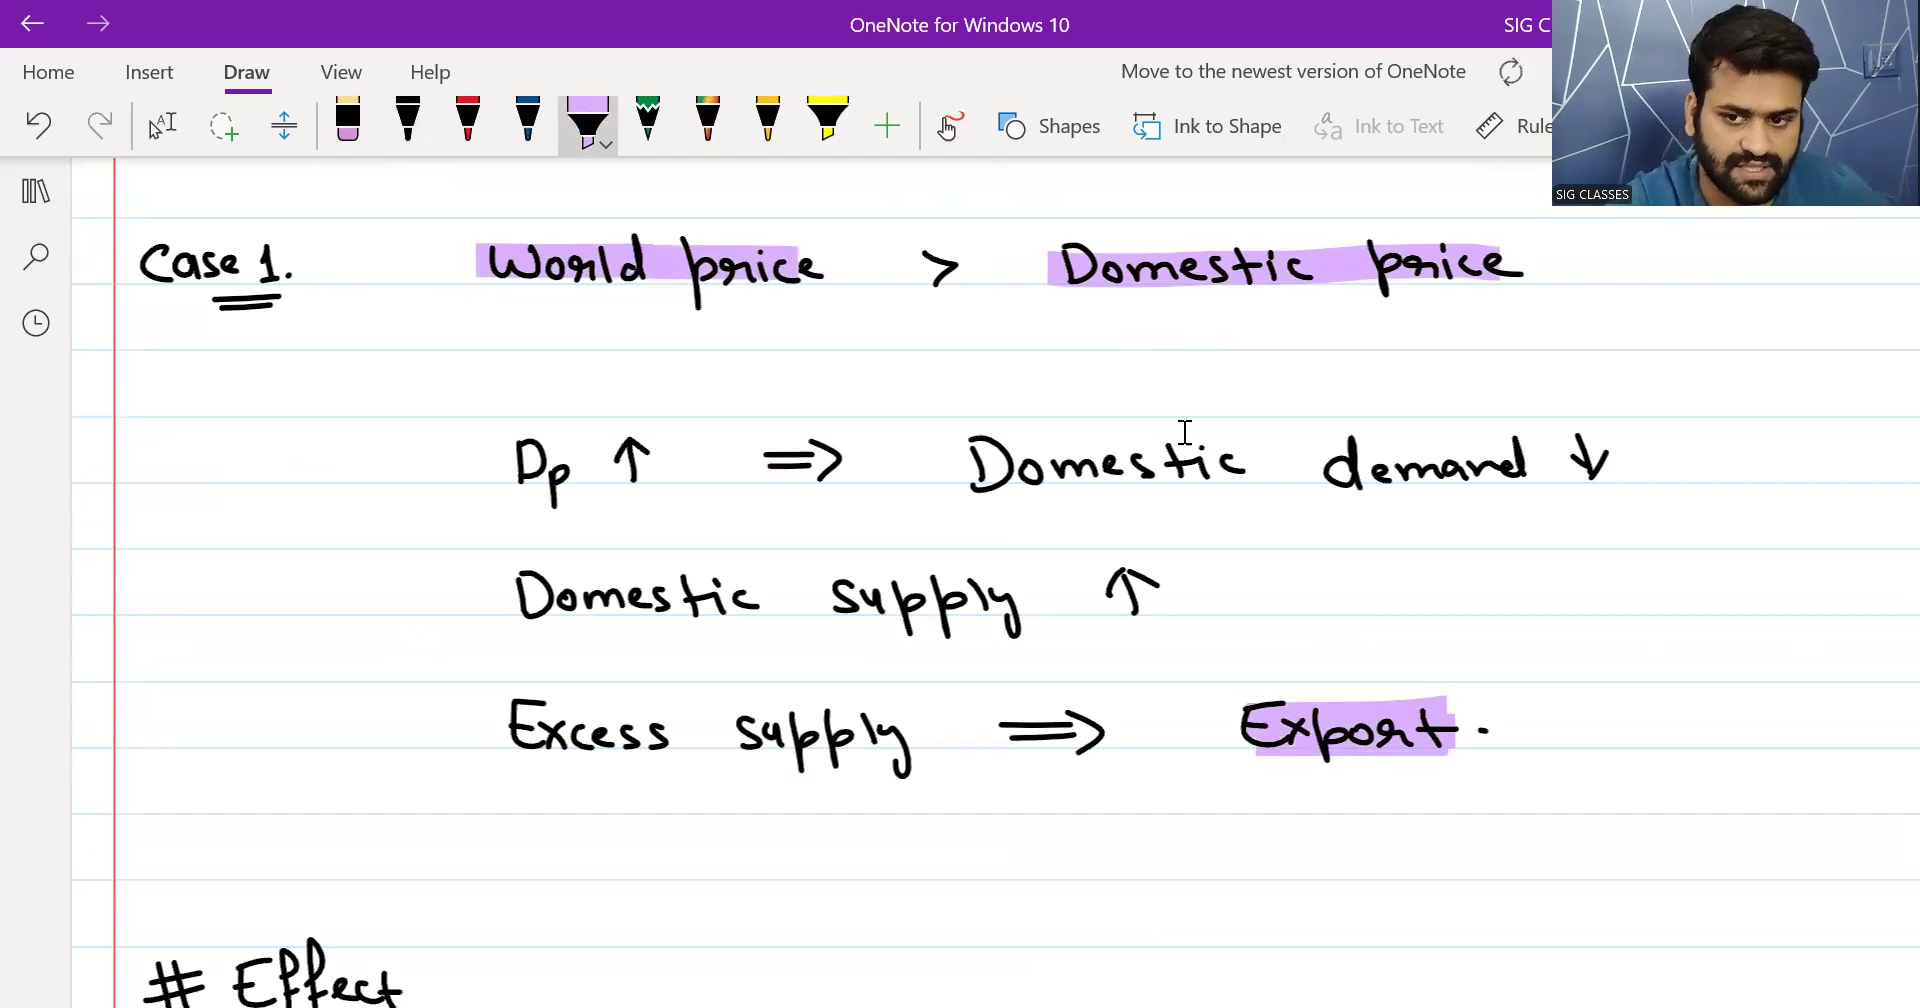 OneNote for Windows 10
SIG C
Home Insert Draw View Help Move to the newest version of OneNote
Shapes Ink to Shape Ink to Text Rule
SIG CLASSES
Case 1. World price > Domestic price
Dp ↑ ⇒ Domestic demand ↓
Domestic supply ↑
Excess supply ⇒ Export.
# Effect